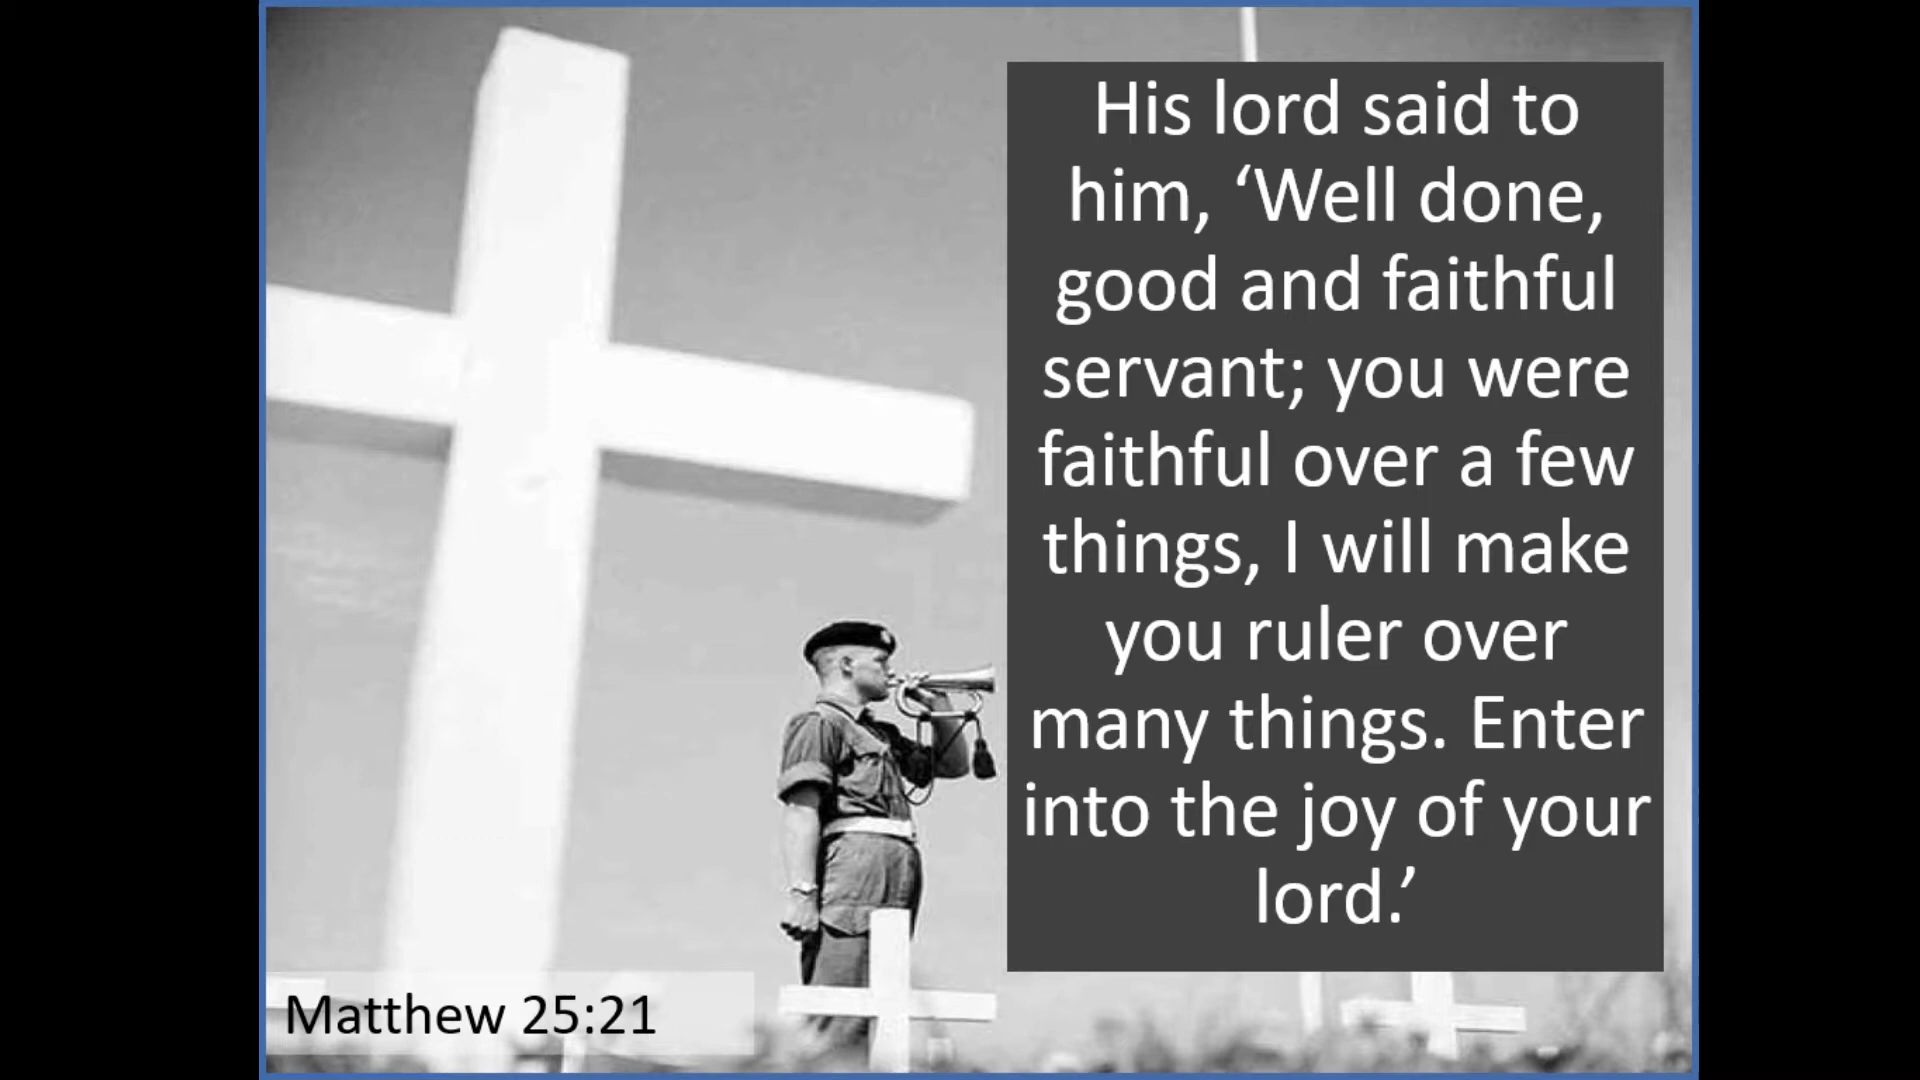 His lord said to
him, ‘Well done,
good and faithful
servant; you were
faithful over a few
things, I will make
you ruler over
many things. Enter
into the joy of your
lord.’
Matthew 25:21